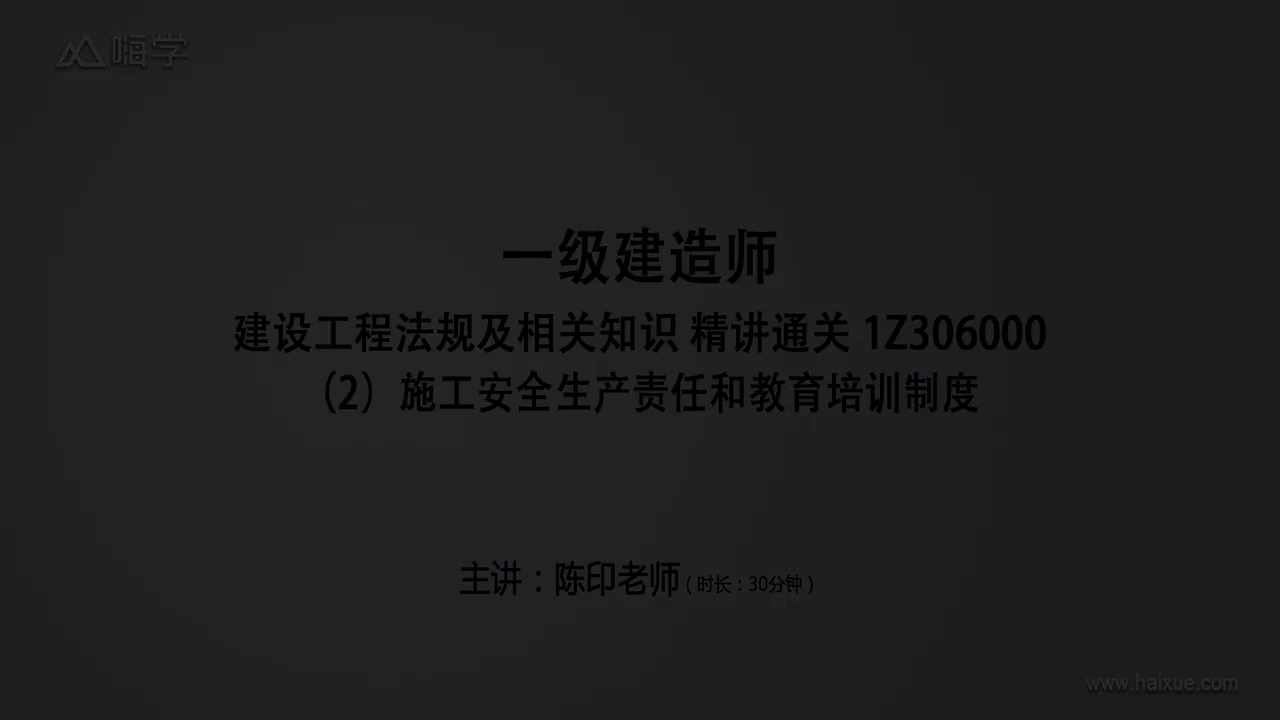 嗨学
一级建造师
建设工程法规及相关知识 精讲通关 1Z306000
（2）施工安全生产责任和教育培训制度
主讲：陈印老师（时长：30分钟）
www.haixue.com